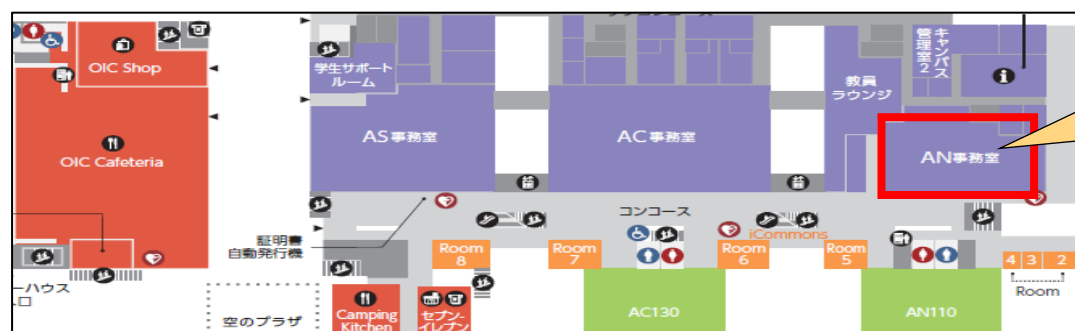 OIC Shop
OIC Cafeteria
学生サポート
ルーム
AS事務室
AC事務室
教員
ラウンジ
キャンパス
管理室2
AN事務室
コンコース
iCommons
証明書
自動発行機
Room
8
Room
7
Room
6
Room
5
4 3 2
Room
空のプラザ
Camping
Kitchen
セブン-
イレブン
AC130
AN110